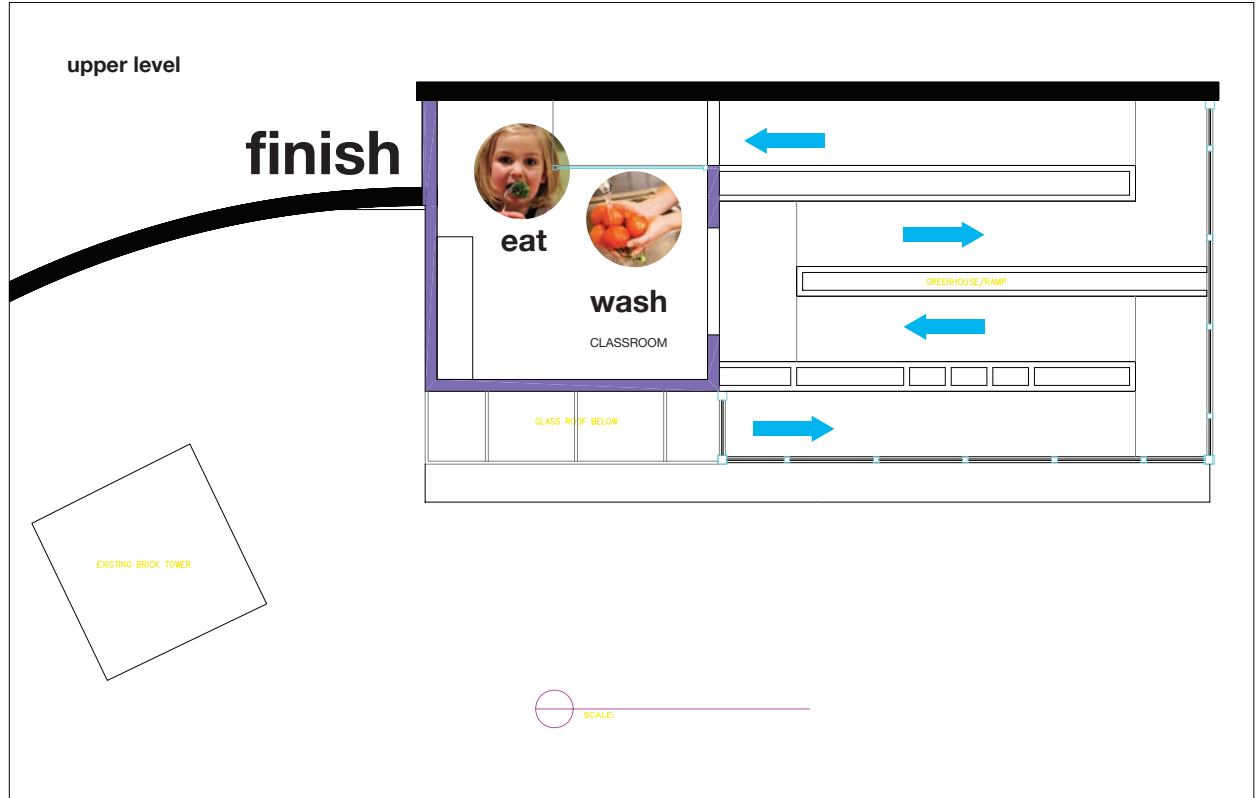 upper level
finish
eat
wash
CLASSROOM
GREENHOUSE/RAMP
GLASS ROOF BELOW
EXISTING BRICK TOWER
SCALE: